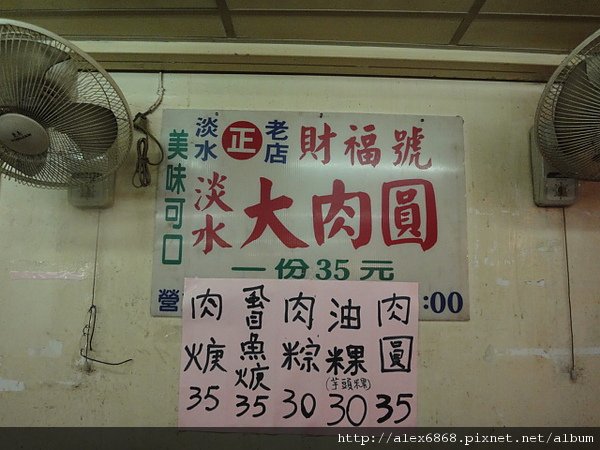 淡水 正 老店 財福號
美味可口
淡水 大肉圓
一份35元
營 :00
肉圓 35
油粿 (芋頭粿) 30
肉粽 30
魚焿 35
肉焿 35
http://alex6868.pixnet.net/album